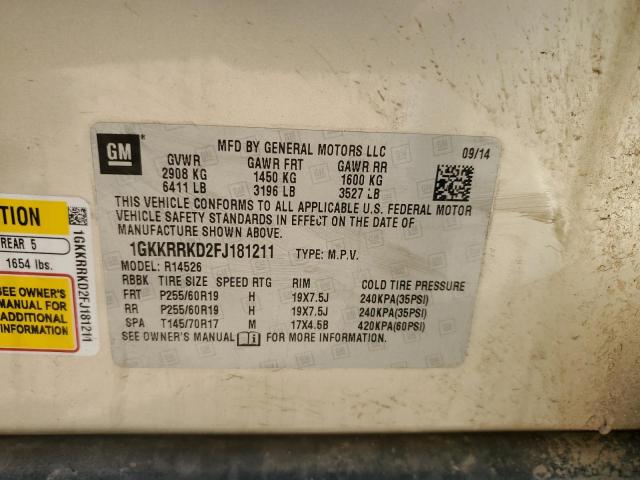 GM
MFD BY GENERAL MOTORS LLC
09/14
GVWR GAWR FRT GAWR RR
2908 KG 1450 KG 1600 KG
6411 LB 3196 LB 3527 LB
THIS VEHICLE CONFORMS TO ALL APPLICABLE U.S. FEDERAL MOTOR
VEHICLE SAFETY STANDARDS IN EFFECT ON THE DATE OF
MANUFACTURE SHOWN ABOVE.
1GKKRRKD2FJ181211 TYPE: M.P.V.
MODEL: R14526
RBBK TIRE SIZE SPEED RTG RIM COLD TIRE PRESSURE
FRT P255/60R19 H 19X7.5J 240KPA(35PSI)
RR P255/60R19 H 19X7.5J 240KPA(35PSI)
SPA T145/70R17 M 17X4.5B 420KPA(60PSI)
SEE OWNER'S MANUAL i FOR MORE INFORMATION.
ION
REAR 5
1654 lbs.
SEE OWNER'S
MANUAL FOR
ADDITIONAL
INFORMATION
1GKKRRKD2FJ181211